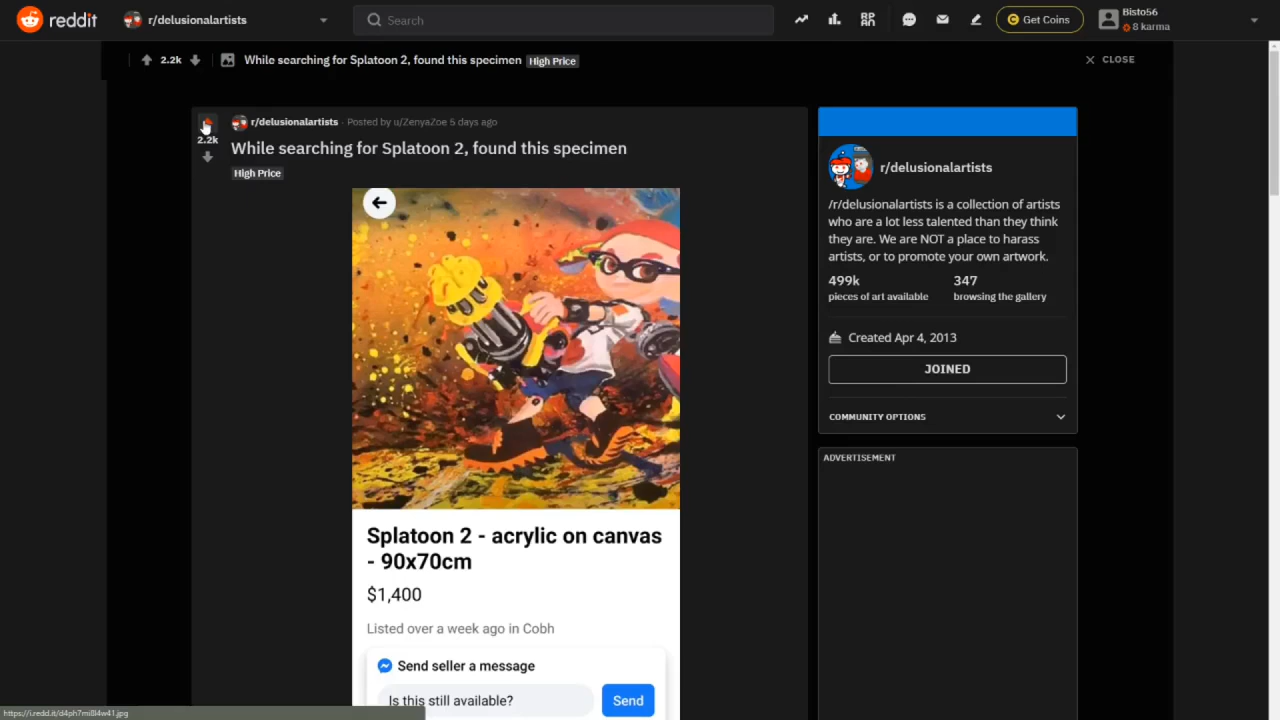 reddit
r/delusionalartists
Search
Get Coins
Bisto56
8 karma
2.2k
While searching for Splatoon 2, found this specimen
High Price
CLOSE
2.2k
r/delusionalartists · Posted by u/ZenyaZoe 5 days ago
While searching for Splatoon 2, found this specimen
High Price
Splatoon 2 - acrylic on canvas
- 90x70cm
$1,400
Listed over a week ago in Cobh
Send seller a message
Is this still available?
Send
r/delusionalartists
/r/delusionalartists is a collection of artists
who are a lot less talented than they think
they are. We are NOT a place to harass
artists, or to promote your own artwork.
499k 347
pieces of art available browsing the gallery
Created Apr 4, 2013
JOINED
COMMUNITY OPTIONS
ADVERTISEMENT